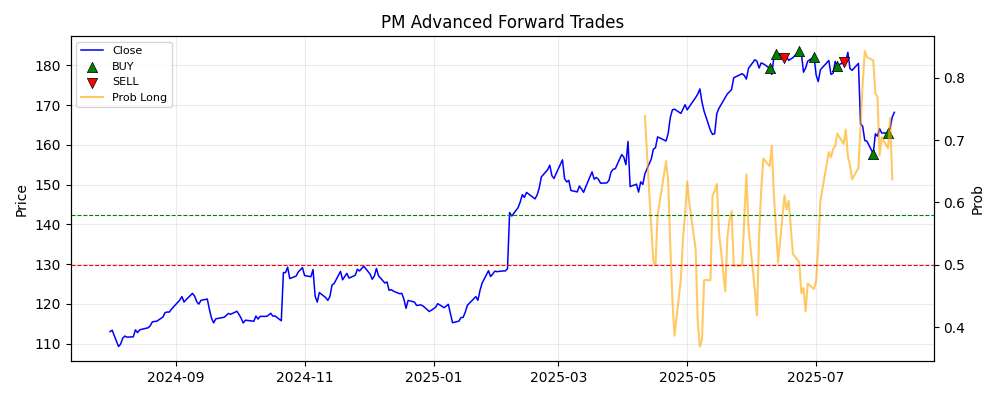 PM Advanced Forward Trades
Close
BUY
SELL
Prob Long
Price
180
170
160
150
140
130
120
110
0.8
0.7
0.6
0.5
0.4
Prob
2024-09
2024-11
2025-01
2025-03
2025-05
2025-07